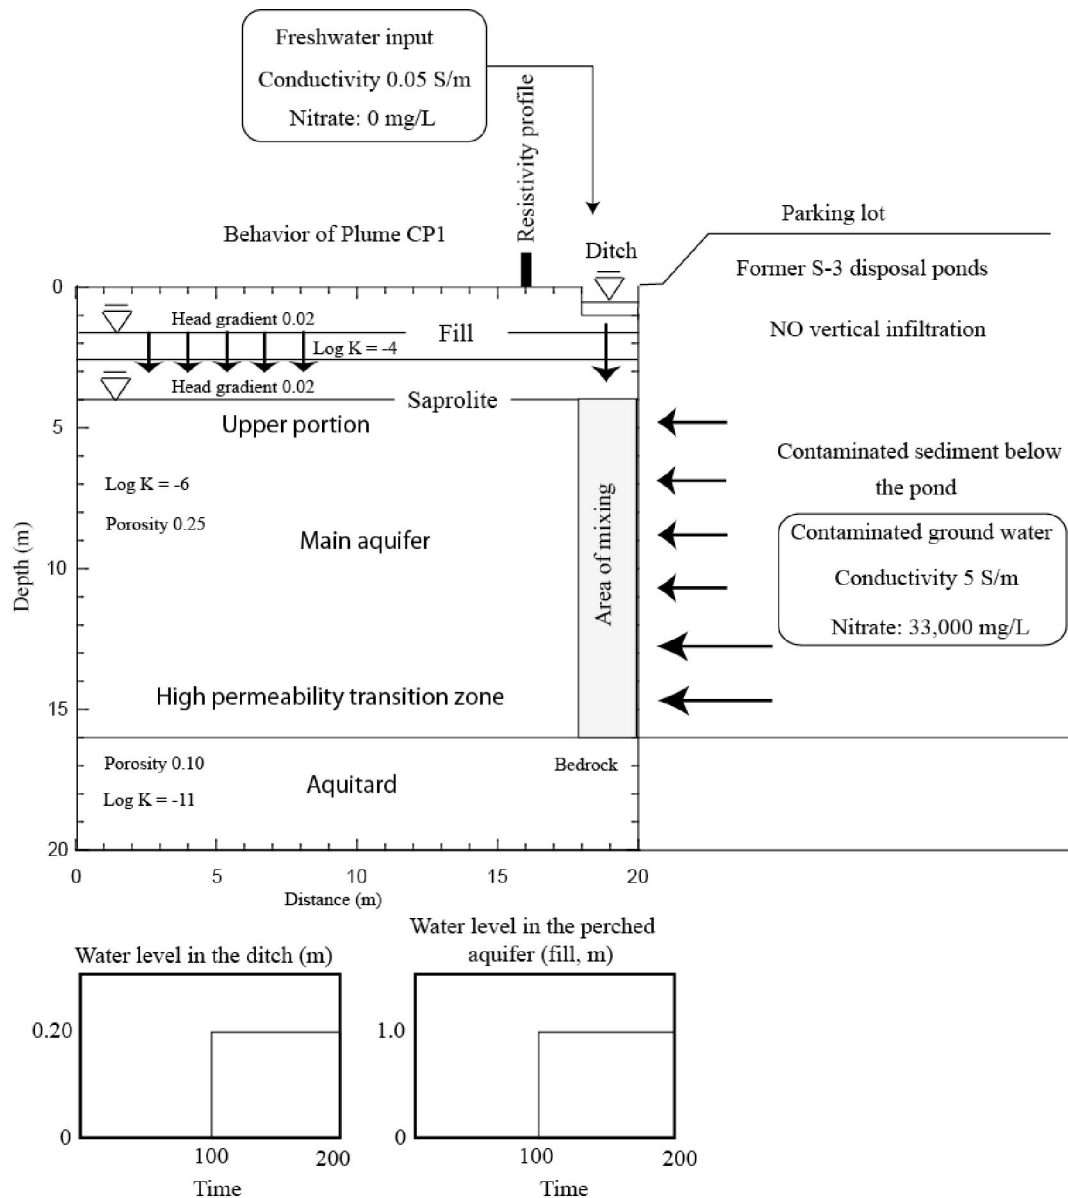 Freshwater input
Conductivity 0.05 S/m
Nitrate: 0 mg/L
Resistivity profile
Behavior of Plume CP1
Ditch
Parking lot
Former S-3 disposal ponds
NO vertical infiltration
0
Head gradient 0.02
Fill
Log K = -4
Head gradient 0.02
Saprolite
5
Upper portion
Log K = -6
Porosity 0.25
Main aquifer
Area of mixing
Contaminated sediment below
the pond
Contaminated ground water
Conductivity 5 S/m
Nitrate: 33,000 mg/L
Depth (m)
10
High permeability transition zone
15
Porosity 0.10
Bedrock
Aquitard
Log K = -11
20
0
5
10
15
20
Distance (m)
Water level in the ditch (m)
0.20
0
100
200
Time
Water level in the perched
aquifer (fill, m)
1.0
0
100
200
Time